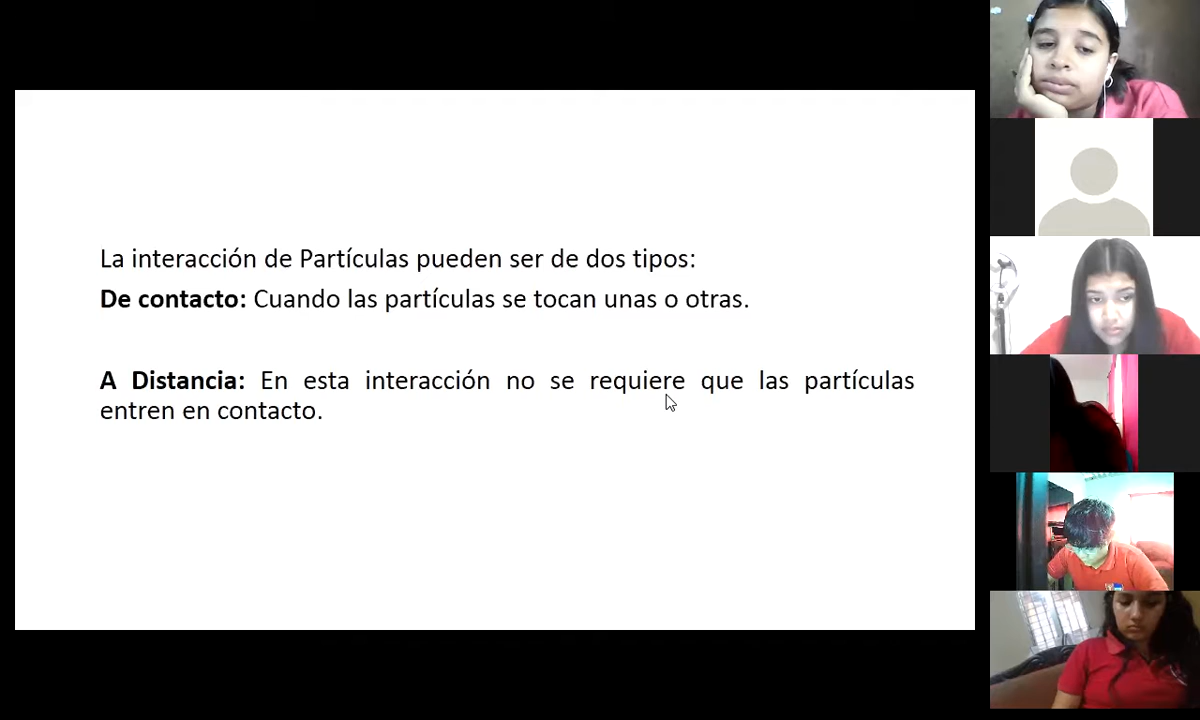 La interacción de Partículas pueden ser de dos tipos:
De contacto: Cuando las partículas se tocan unas o otras.
A Distancia: En esta interacción no se requiere que las partículas
entren en contacto.